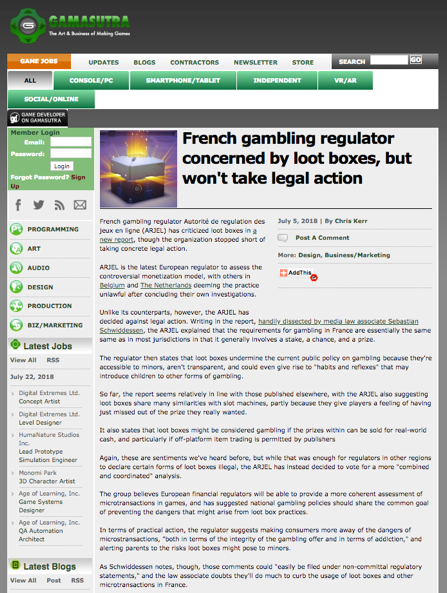 GAMASUTRA
The Art & Business of Making Games
GAME JOBS
UPDATES BLOGS CONTRACTORS NEWSLETTER STORE
SEARCH GO
ALL CONSOLE/PC SMARTPHONE/TABLET INDEPENDENT VR/AR
SOCIAL/ONLINE
GAME DEVELOPER
ON GAMASUTRA
Member Login
Email:
Password:
Login
Forgot Password? Sign
Up
PROGRAMMING
ART
AUDIO
DESIGN
PRODUCTION
BIZ/MARKETING
Latest Jobs
View All RSS
July 22, 2018
Digital Extremes Ltd.
Concept Artist
Digital Extremes Ltd.
Level Designer
HumaNature Studios
Inc.
Lead Prototype
Simulation Engineer
Monomi Park
3D Character Artist
Age of Learning, Inc.
Game Systems
Designer
Age of Learning, Inc.
QA Automation
Architect
Latest Blogs
View All Post RSS
French gambling regulator
concerned by loot boxes, but
won't take legal action
July 5, 2018 | By Chris Kerr
Post A Comment
More: Design, Business/Marketing
AddThis
French gambling regulator Autorité de regulation des
jeux en ligne (ARJEL) has criticized loot boxes in a
new report, though the organization stopped short of
taking concrete legal action.
ARJEL is the latest European regulator to assess the
controversial monetization model, with others in
Belgium and The Netherlands deeming the practice
unlawful after concluding their own investigations.
Unlike its counterparts, however, the ARJEL has
decided against legal action. Writing in the report, handily dissected by media law associate Sebastian
Schwiddessen, the ARJEL explained that the requirements for gambling in France are essentially the same
same as in most jurisdictions in that it generally involves a stake, a chance, and a prize.
The regulator then states that loot boxes undermine the current public policy on gambling because they're
accessible to minors, aren't transparent, and could even give rise to "habits and reflexes" that may
introduce children to other forms of gambling.
So far, the report seems relatively in line with those published elsewhere, with the ARJEL also suggesting
loot boxes share many similarities with slot machines, partly because they give players a feeling of having
just missed out of the prize they really wanted.
It also states that loot boxes might be considered gambling if the prizes within can be sold for real-world
cash, and particularly if off-platform item trading is permitted by publishers
Again, these are sentiments we've heard before, but while that was enough for regulators in other regions
to declare certain forms of loot boxes illegal, the ARJEL has instead decided to vote for a more "combined
and coordinated" analysis.
The group believes European financial regulators will be able to provide a more coherent assessment of
microtransactions in games, and has suggested national gambling policies should share the common goal
of preventing the dangers that might arise from loot box practices.
In terms of practical action, the regulator suggests making consumers more away of the dangers of
microstransactions, "both in terms of the integrity of the gambling offer and in terms of addiction," and
alerting parents to the risks loot boxes might pose to minors.
As Schwiddessen notes, though, those comments could "easily be filed under non-committal regulatory
statements," and the law associate doubts they'll do much to curb the usage of loot boxes and other
microtransactions in France.